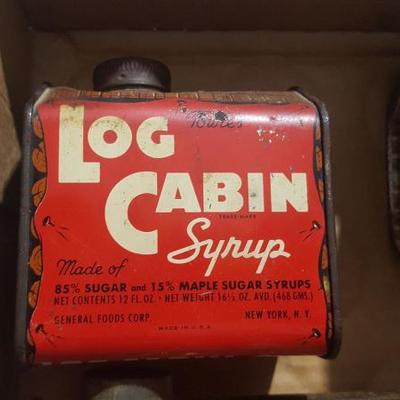 Towle's
LOG
CABIN
TRADE-MARK
Syrup
Made of
85% SUGAR and 15% MAPLE SUGAR SYRUPS
NET CONTENTS 12 FL. OZ. • NET WEIGHT 16½ OZ. AVD. (468 GMS.)
GENERAL FOODS CORP. NEW YORK, N. Y.
MADE IN U.S.A.